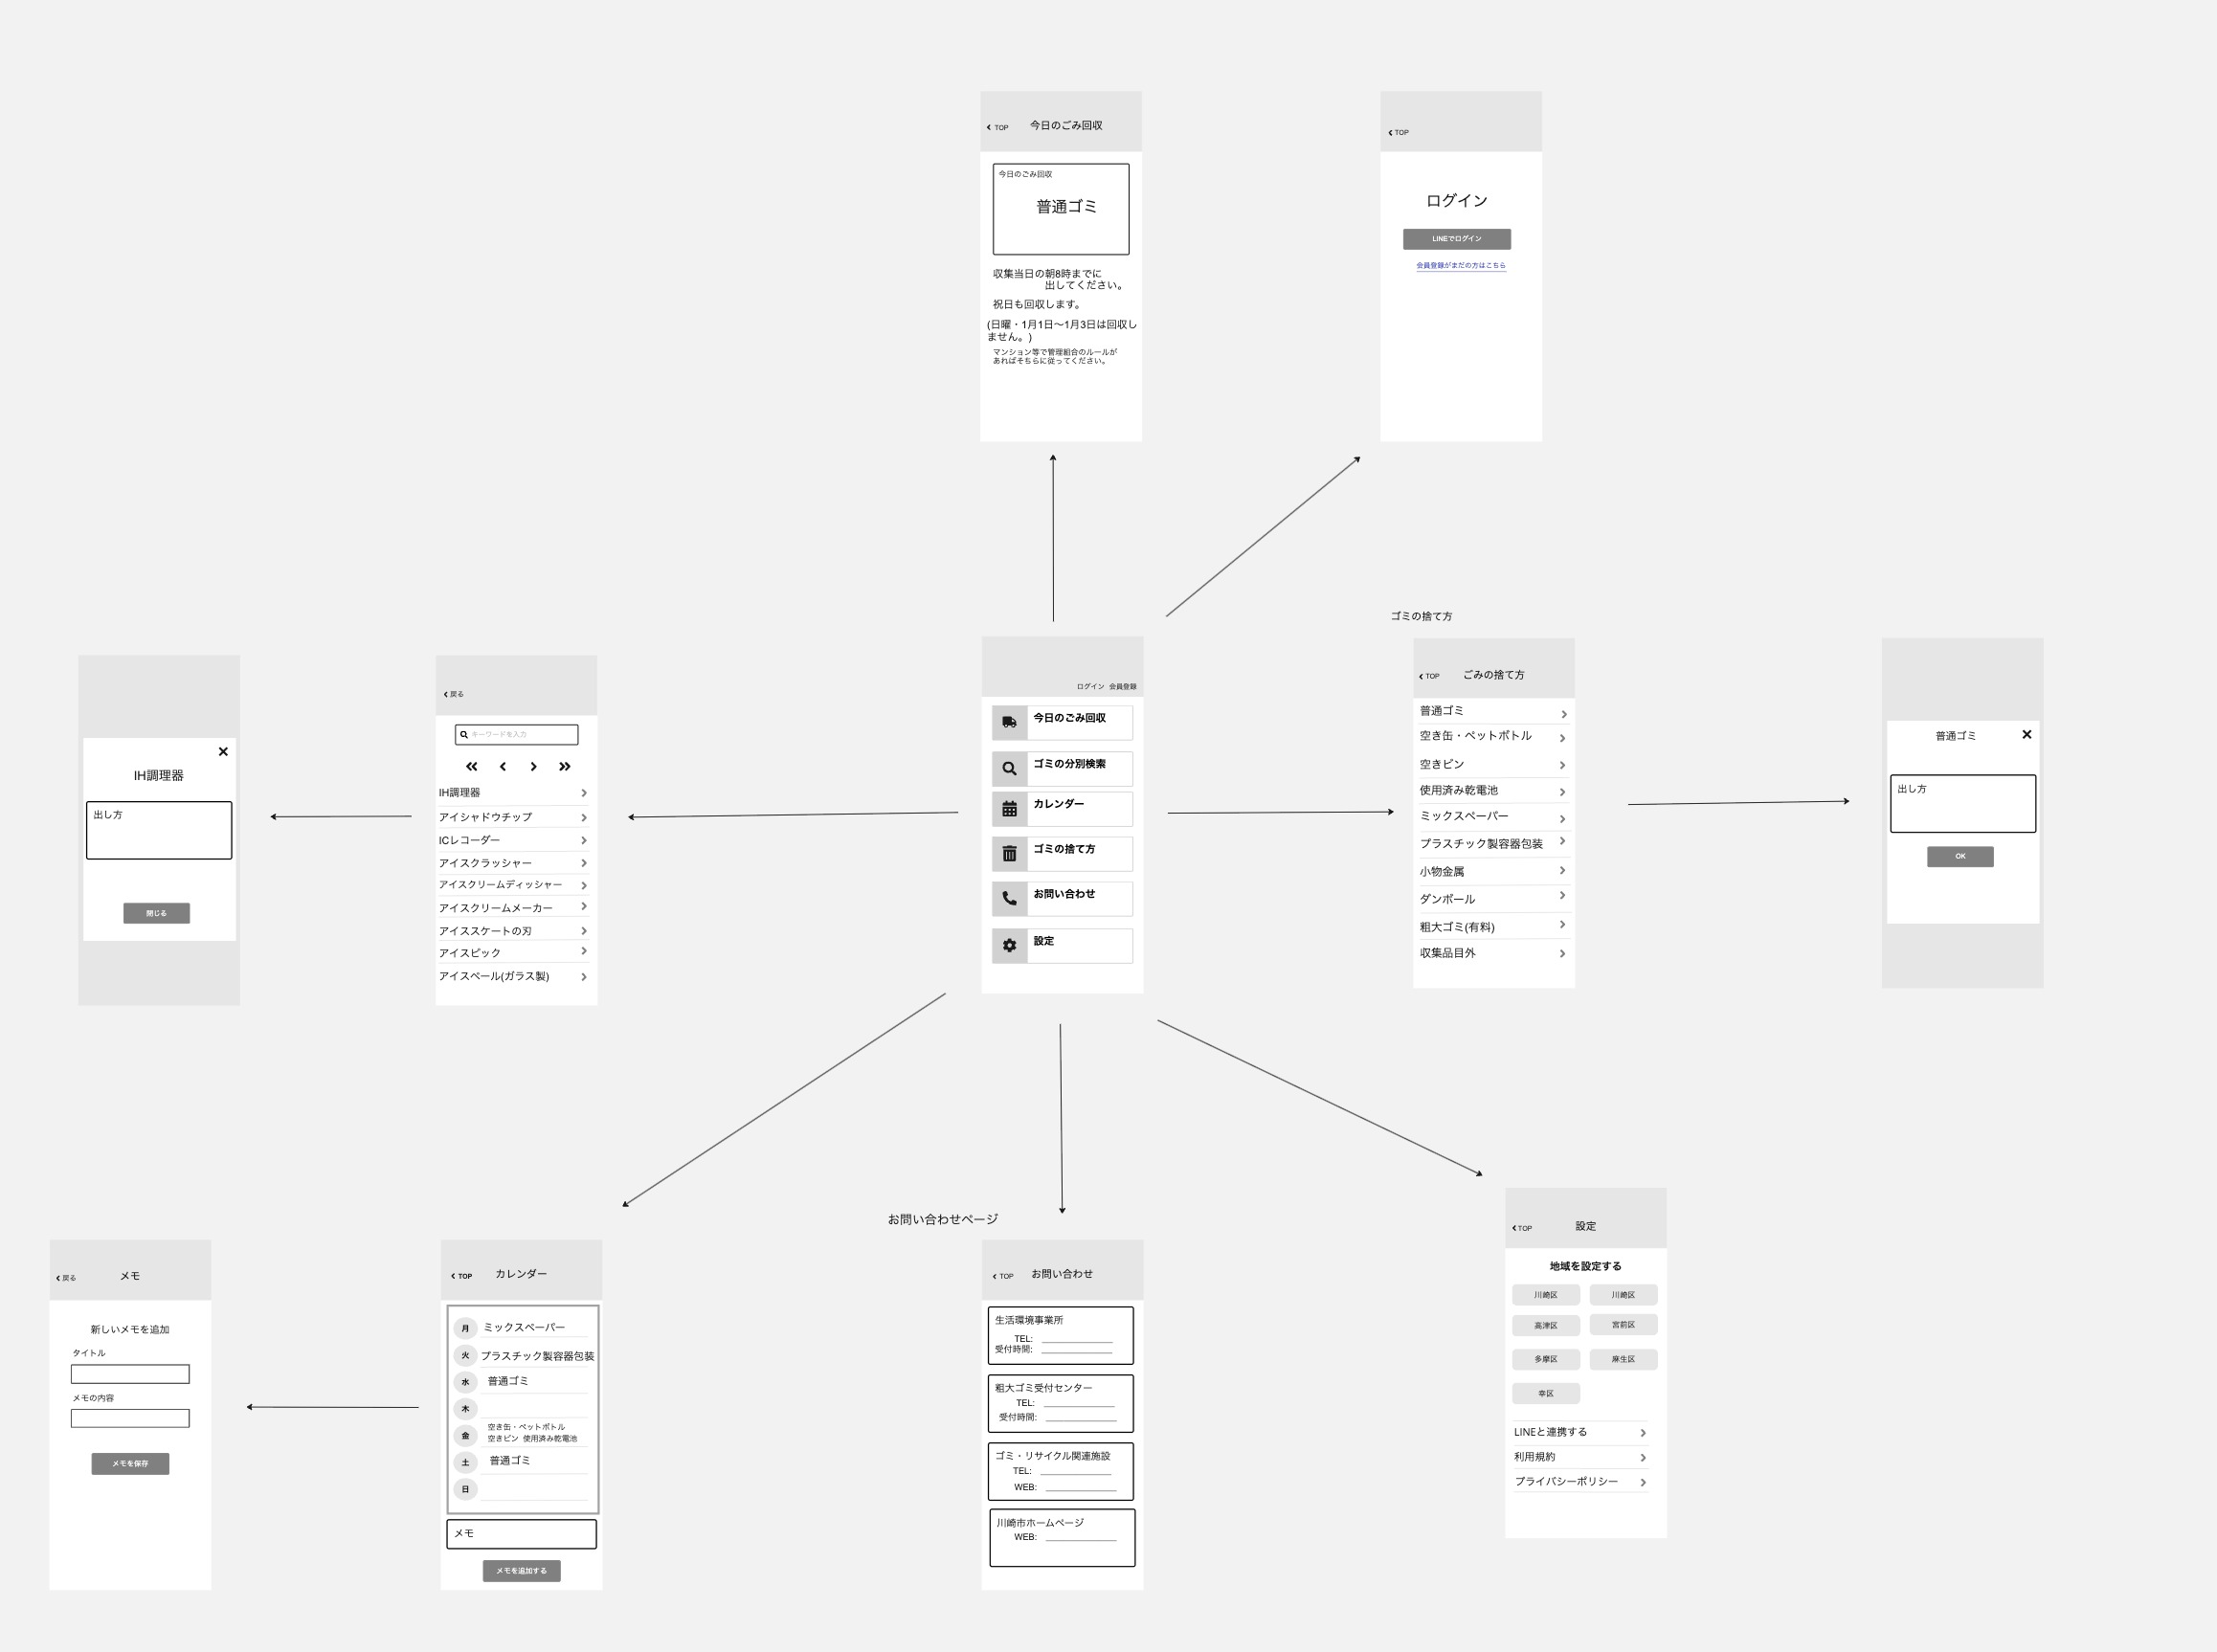 TOP
今日のごみ回収
今日のごみ回収
普通ゴミ
収集当日の朝8時までに
出してください。
祝日も回収します。
(日曜・1月1日〜1月3日は回収し
ません。)
マンション等で管理組合のルールが
あればそちらに従ってください。
TOP
ログイン
LINEでログイン
会員登録がまだの方はこちら
IH調理器
出し方
閉じる
戻る
キーワードを入力
IH調理器
アイシャドウチップ
ICレコーダー
アイスクラッシャー
アイスクリームディッシャー
アイスクリームメーカー
アイススケートの刃
アイスピック
アイスペール(ガラス製)
ログイン 会員登録
今日のごみ回収
ゴミの分別検索
カレンダー
ゴミの捨て方
お問い合わせ
設定
ゴミの捨て方
TOP
ごみの捨て方
普通ゴミ
空き缶・ペットボトル
空きビン
使用済み乾電池
ミックスペーパー
プラスチック製容器包装
小物金属
ダンボール
粗大ゴミ(有料)
収集品目外
普通ゴミ
出し方
OK
戻る
メモ
新しいメモを追加
タイトル
メモの内容
メモを保存
TOP
カレンダー
月 ミックスペーパー
火 プラスチック製容器包装
水 普通ゴミ
木
金 空き缶・ペットボトル
空きビン 使用済み乾電池
土 普通ゴミ
日
メモ
メモを追加する
お問い合わせページ
TOP
お問い合わせ
生活環境事業所
TEL:
受付時間:
粗大ゴミ受付センター
TEL:
受付時間:
ゴミ・リサイクル関連施設
TEL:
WEB:
川崎市ホームページ
WEB:
TOP
設定
地域を設定する
川崎区 川崎区
高津区 宮前区
多摩区 麻生区
幸区
LINEと連携する
利用規約
プライバシーポリシー